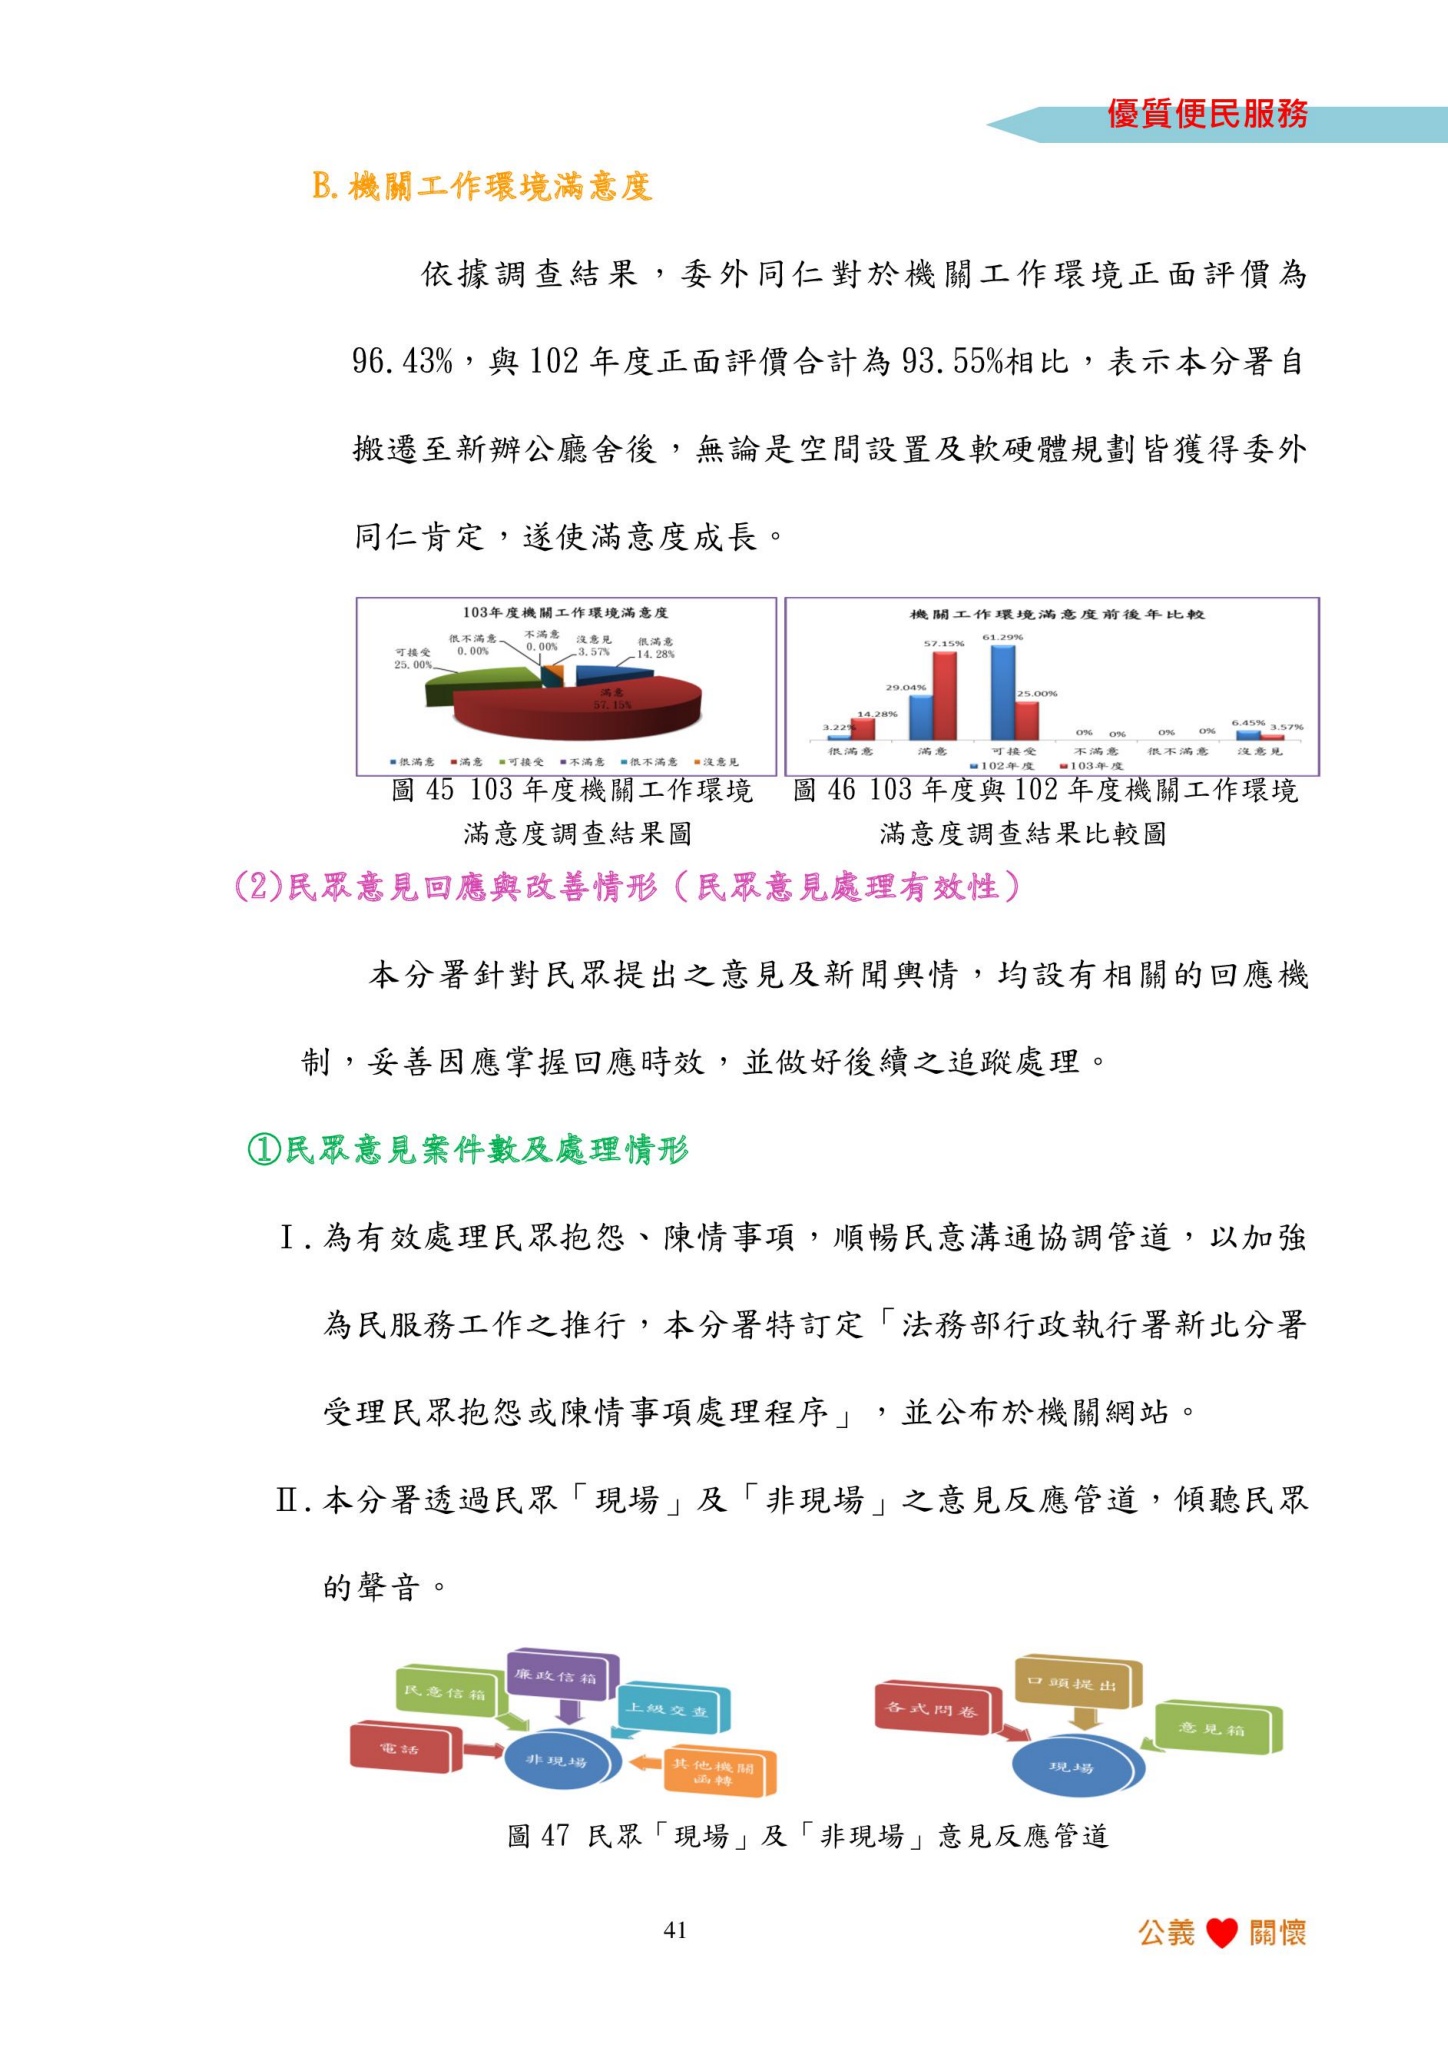 優質便民服務
B.機關工作環境滿意度
依據調查結果，委外同仁對於機關工作環境正面評價為
96.43%，與 102 年度正面評價合計為 93.55%相比，表示本分署自
搬遷至新辦公廳舍後，無論是空間設置及軟硬體規劃皆獲得委外
同仁肯定，遂使滿意度成長。
103年度機關工作環境滿意度
可接受
25.00%
很不滿意
0.00%
不滿意
0.00%
沒意見
3.57%
很滿意
14.28%
滿意
57.15%
很滿意 滿意 可接受 不滿意 很不滿意 沒意見
機關工作環境滿意度前後年比較
3.22% 14.28% 29.04% 57.15% 61.29% 25.00% 0% 0% 0% 0% 6.45% 3.57%
很滿意 滿意 可接受 不滿意 很不滿意 沒意見
102年度 103年度
圖 45 103 年度機關工作環境
滿意度調查結果圖
圖 46 103 年度與 102 年度機關工作環境
滿意度調查結果比較圖
(2)民眾意見回應與改善情形（民眾意見處理有效性）
本分署針對民眾提出之意見及新聞輿情，均設有相關的回應機
制，妥善因應掌握回應時效，並做好後續之追蹤處理。
①民眾意見案件數及處理情形
Ⅰ.為有效處理民眾抱怨、陳情事項，順暢民意溝通協調管道，以加強
為民服務工作之推行，本分署特訂定「法務部行政執行署新北分署
受理民眾抱怨或陳情事項處理程序」，並公布於機關網站。
Ⅱ.本分署透過民眾「現場」及「非現場」之意見反應管道，傾聽民眾
的聲音。
電話
民意信箱
廉政信箱
上級交查
其他機關
函轉
非現場
各式問卷
口頭提出
意見箱
現場
圖 47 民眾「現場」及「非現場」意見反應管道
41
公義 關懷